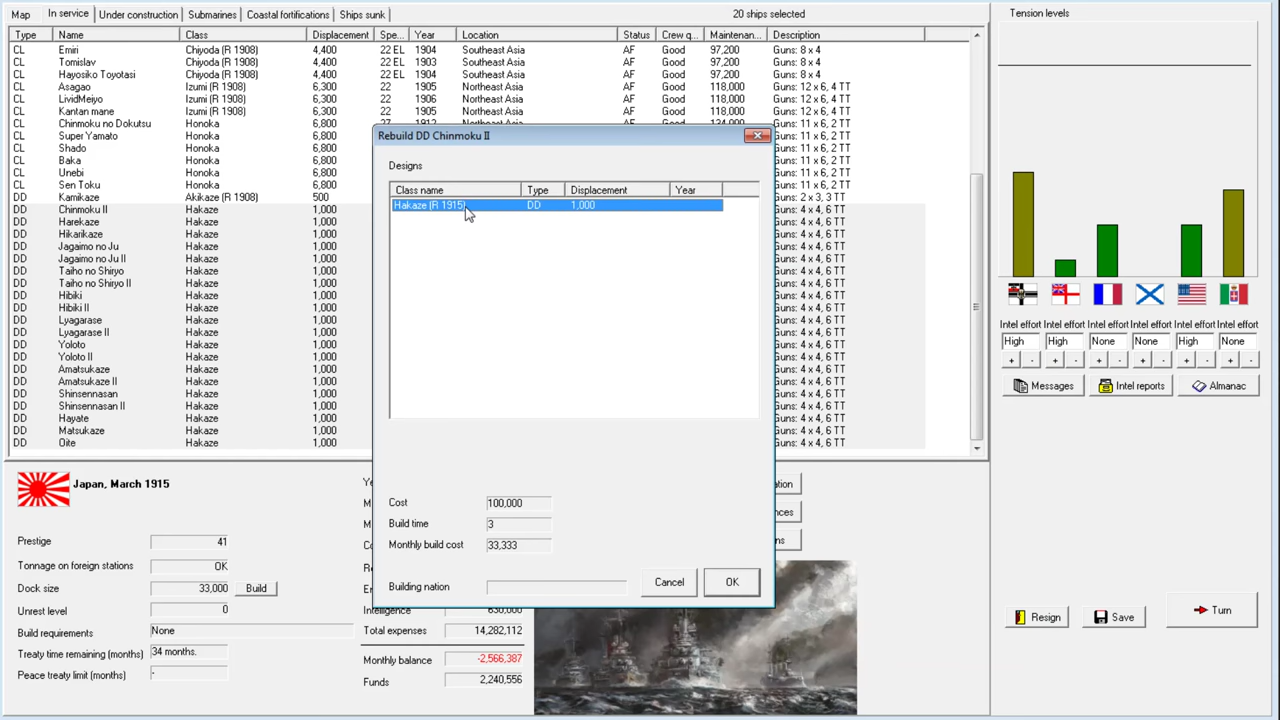 Map In service Under construction Submarines Coastal fortifications Ships sunk 20 ships selected Tension levels
Type Name Class Displacement Spe... Year Location Status Crew q... Maintenan... Description
CL Emiri Chiyoda (R 1908) 4,400 22 EL 1904 Southeast Asia AF Good 97,200 Guns: 8 x 4
CL Tomislav Chiyoda (R 1908) 4,400 22 EL 1903 Southeast Asia AF Good 97,200 Guns: 8 x 4
CL Hayosiko Toyotasi Chiyoda (R 1908) 4,400 22 EL 1904 Southeast Asia AF Good 97,200 Guns: 8 x 4
CL Asagao Izumi (R 1908) 6,300 22 1905 Northeast Asia AF Good 118,000 Guns: 12 x 6, 4 TT
CL LividMeiyo Izumi (R 1908) 6,300 22 1906 Northeast Asia AF Good 118,000 Guns: 12 x 6, 4 TT
CL Kantan mane Izumi (R 1908) 6,300 22 1905 Northeast Asia AF Good 118,000 Guns: 12 x 6, 4 TT
CL Chinmoku no Dokutsu Honoka 6,800 27 1912 Northeast Asia AF Good 134,000 Guns: 11 x 6, 2 TT
CL Super Yamato Honoka 6,800 Guns: 11 x 6, 2 TT
CL Shado Honoka 6,800 Guns: 11 x 6, 2 TT
CL Baka Honoka 6,800 Guns: 11 x 6, 2 TT
CL Unebi Honoka 6,800 Guns: 11 x 6, 2 TT
CL Sen Toku Honoka 6,800 Guns: 11 x 6, 2 TT
DD Kamikaze Akikaze (R 1908) 500 Guns: 2 x 3, 3 TT
DD Chinmoku II Hakaze 1,000 Guns: 4 x 4, 6 TT
DD Harekaze Hakaze 1,000 Guns: 4 x 4, 6 TT
DD Hikarikaze Hakaze 1,000 Guns: 4 x 4, 6 TT
DD Jagaimo no Ju Hakaze 1,000 Guns: 4 x 4, 6 TT
DD Jagaimo no Ju II Hakaze 1,000 Guns: 4 x 4, 6 TT
DD Taiho no Shiryo Hakaze 1,000 Guns: 4 x 4, 6 TT
DD Taiho no Shiryo II Hakaze 1,000 Guns: 4 x 4, 6 TT
DD Hibiki Hakaze 1,000 Guns: 4 x 4, 6 TT
DD Hibiki II Hakaze 1,000 Guns: 4 x 4, 6 TT
DD Lyagarase Hakaze 1,000 Guns: 4 x 4, 6 TT
DD Lyagarase II Hakaze 1,000 Guns: 4 x 4, 6 TT
DD Yoloto Hakaze 1,000 Guns: 4 x 4, 6 TT
DD Yoloto II Hakaze 1,000 Guns: 4 x 4, 6 TT
DD Amatsukaze Hakaze 1,000 Guns: 4 x 4, 6 TT
DD Amatsukaze II Hakaze 1,000 Guns: 4 x 4, 6 TT
DD Shinsennasan Hakaze 1,000 Guns: 4 x 4, 6 TT
DD Shinsennasan II Hakaze 1,000 Guns: 4 x 4, 6 TT
DD Hayate Hakaze 1,000 Guns: 4 x 4, 6 TT
DD Matsukaze Hakaze 1,000 Guns: 4 x 4, 6 TT
DD Oite Hakaze 1,000 Guns: 4 x 4, 6 TT
Rebuild DD Chinmoku II
Designs
Class name Type Displacement Year
Hakaze (R 1915) DD 1,000
Cost 100,000
Build time 3
Monthly build cost 33,333
Building nation
Cancel OK
Intel effort Intel effort Intel effort Intel effort Intel effort Intel effort
High High None None High None
+ - + - + - + - + - + -
Messages Intel reports Almanac
Japan, March 1915
Prestige 41
Tonnage on foreign stations OK
Dock size 33,000 Build
Unrest level 0
Build requirements None
Treaty time remaining (months) 34 months.
Peace treaty limit (months) -
Intelligence 630,000
Total expenses 14,282,112
Monthly balance -2,566,387
Funds 2,240,556
Resign Save Turn